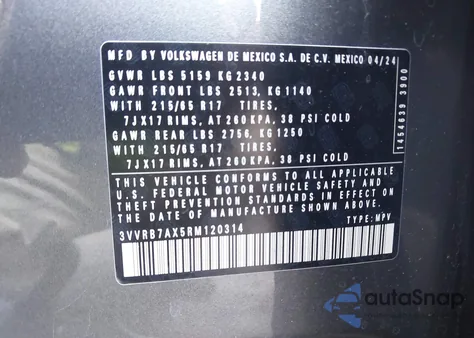 MFD BY VOLKSWAGEN DE MEXICO S.A. DE C.V. MEXICO 04/24
GVWR LBS 5159 KG 2340
GAWR FRONT LBS 2513, KG 1140
WITH 215/65 R17 TIRES,
7JX17 RIMS, AT 260 KPA, 38 PSI COLD
GAWR REAR LBS 2756, KG 1250
WITH 215/65 R17 TIRES,
7JX17 RIMS, AT 260 KPA, 38 PSI COLD
THIS VEHICLE CONFORMS TO ALL APPLICABLE
U.S. FEDERAL MOTOR VEHICLE SAFETY AND
THEFT PREVENTION STANDARDS IN EFFECT ON
THE DATE OF MANUFACTURE SHOWN ABOVE.
3VVRB7AX5RM120314 TYPE: MPV
1454639 3900
autaSnap